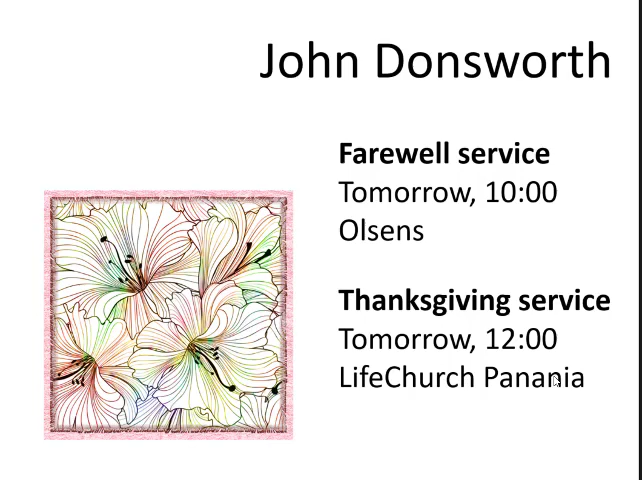 John Donsworth
Farewell service
Tomorrow, 10:00
Olsens
Thanksgiving service
Tomorrow, 12:00
LifeChurch Panania